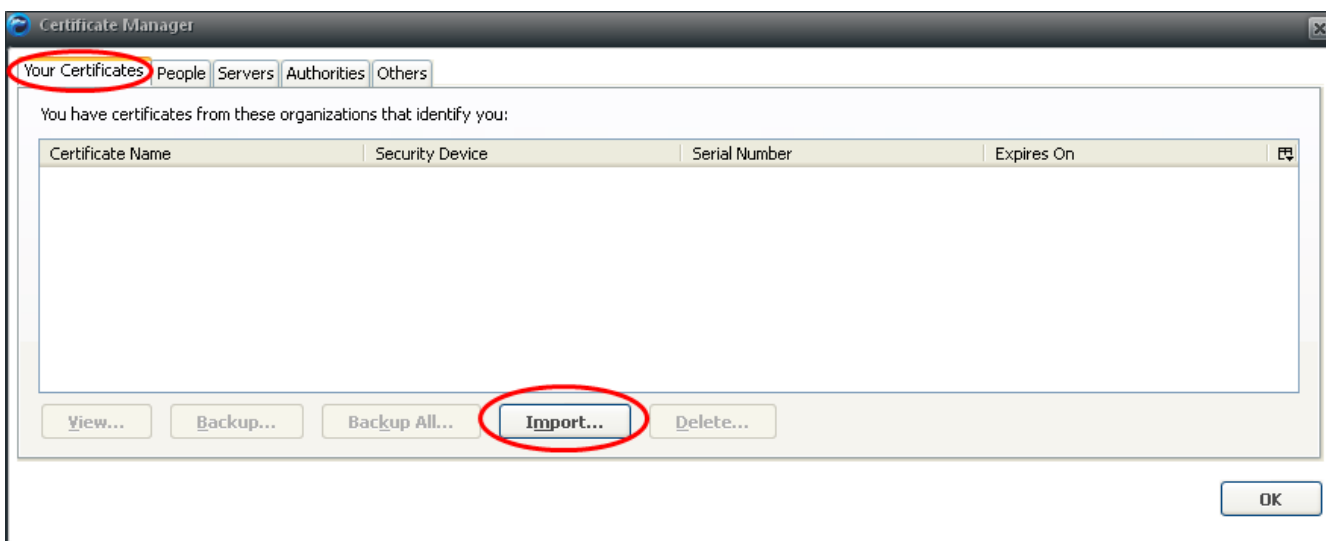 Certificate Manager
Your Certificates People Servers Authorities Others
You have certificates from these organizations that identify you:
Certificate Name Security Device Serial Number Expires On
View... Backup... Backup All... Import... Delete...
OK